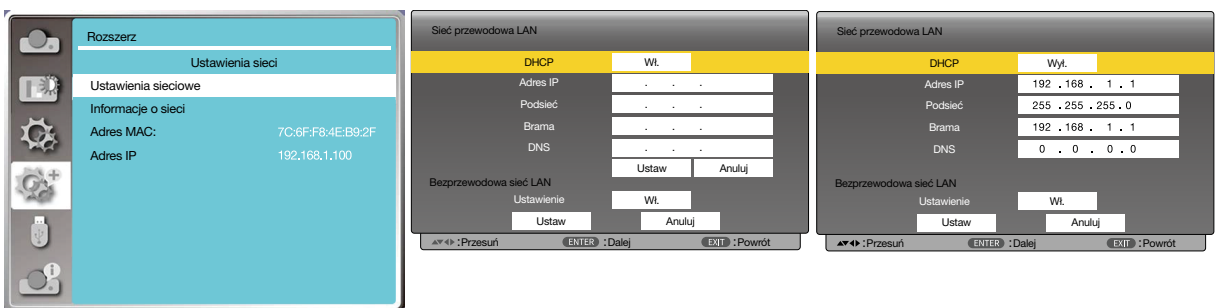 Rozszerz
Ustawienia sieci
Ustawienia sieciowe
Informacje o sieci
Adres MAC: 7C:6F:F8:4E:B9:2F
Adres IP 192.168.1.100
Sieć przewodowa LAN
DHCP Wł.
Adres IP . . .
Podsieć . . .
Brama . . .
DNS . . .
Ustaw Anuluj
Bezprzewodowa sieć LAN
Ustawienie Wł.
Ustaw Anuluj
:Przesuń ENTER :Dalej EXIT :Powrót
Sieć przewodowa LAN
DHCP Wył.
Adres IP 192 .168 . 1 . 1
Podsieć 255 .255 .255 .0
Brama 192 .168 . 1 . 1
DNS 0 . 0 . 0 . 0
Bezprzewodowa sieć LAN
Ustawienie Wł.
Ustaw Anuluj
:Przesuń ENTER :Dalej EXIT :Powrót